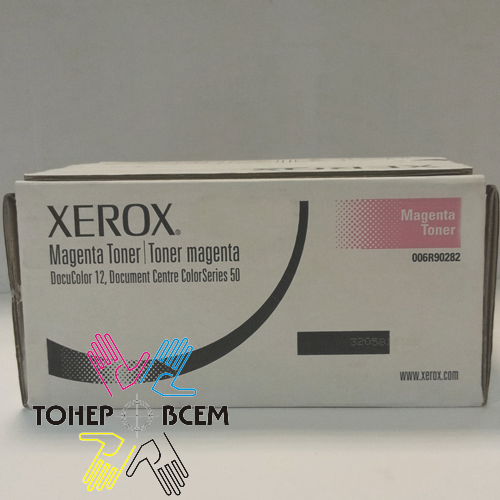 XEROX®
Magenta Toner | Toner magenta
DocuColor 12, Document Centre ColorSeries 50
Magenta
Toner
006R90282
www.xerox.com
ТОНЕР ВСЕМ